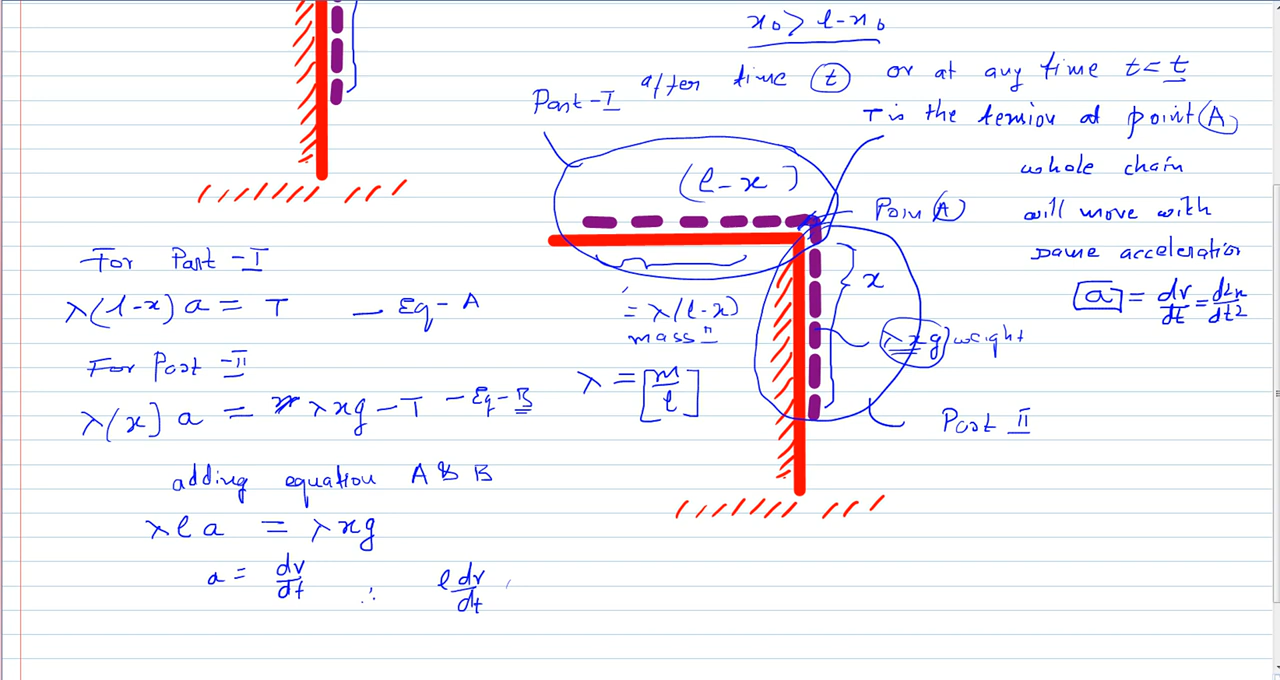 x₀ > l-x₀
after time (t) or at any time t = t
Part-I
T is the tension at point (A)
(l-x)
whole chain
Poin (A)
will move with
same acceleration
For Part -I
x
[a] = dv/dt = d²x/dt²
λ(l-x) a = T - Eq-A
= λ(l-x)
mass"
λxg) weight
For Part -II
λ = [m/l]
λ(x) a = λxg - T - Eq-B
Part II
adding equation A & B
λ l a = λxg
a = dv/dt ∴ l dv/dt